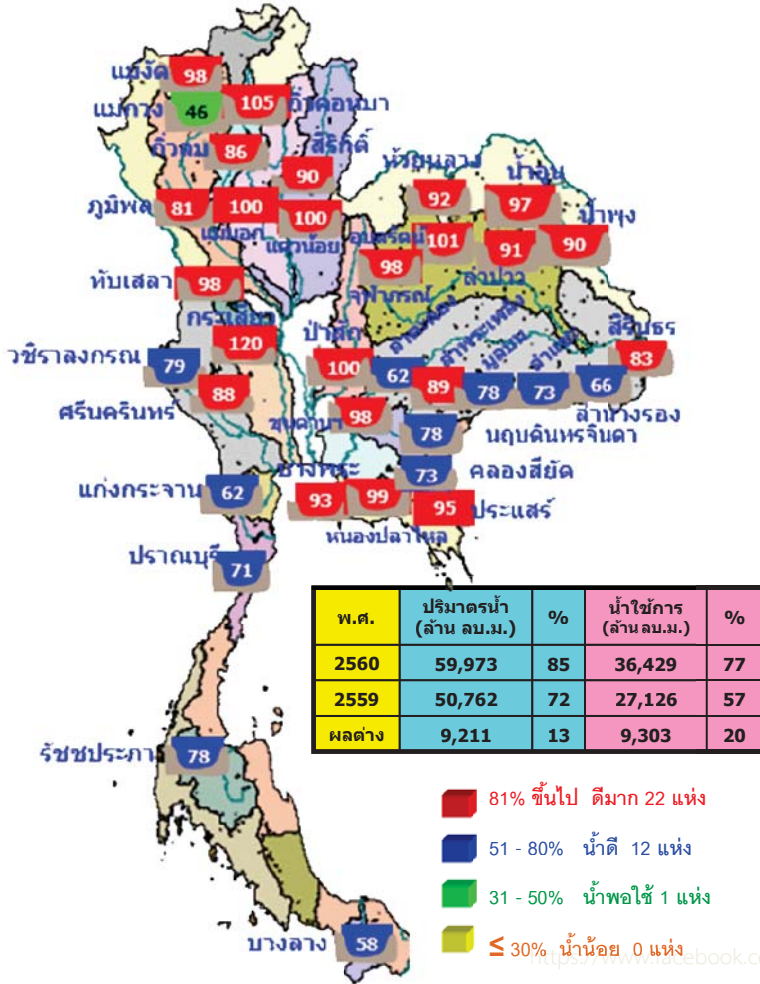 แม่งัด 98
แม่กวง 46 105 กิ่วคอหมา
กิ่วลม 86 สิริกิติ์
90
ห้วยหลวง น้ำอูน
92 97 น้ำพุง
ภูมิพล 81 100 100 อุบลรัตน์ 101 91 90
แม่มอก แควน้อย 98 ลำปาว
ทับเสลา 98 จุฬาภรณ์
กระเสียว ป่าสัก ลำตะคอง ลำพระเพลิง มูลบน ลำแซะ สิรินธร
120 83
วชิราลงกรณ 79 100 62 89 78 73 66
88 ลำนางรอง
ศรีนครินทร์ ขุนด่านฯ 98 78 นฤบดินทรจินดา
บางพระ 73 คลองสียัด
แก่งกระจาน 62 93 99 95 ประแสร์
หนองปลาไหล
ปราณบุรี
71
พ.ศ. ปริมาตรน้ำ (ล้าน ลบ.ม.) % น้ำใช้การ (ล้าน ลบ.ม.) %
2560 59,973 85 36,429 77
2559 50,762 72 27,126 57
ผลต่าง 9,211 13 9,303 20
รัชชประภา 78
81% ขึ้นไป ดีมาก 22 แห่ง
51 - 80% น้ำดี 12 แห่ง
31 - 50% น้ำพอใช้ 1 แห่ง
บางลาง 58
≤ 30% น้ำน้อย 0 แห่ง
https://www.facebook.co